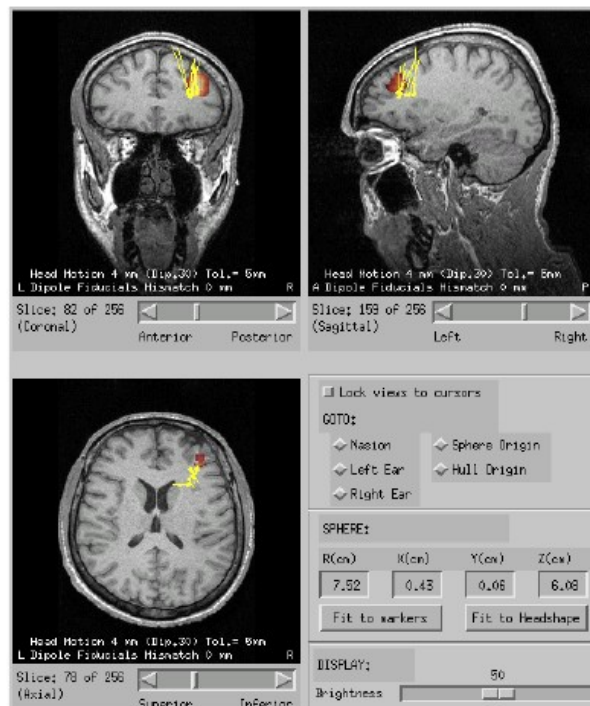 Head Motion 4 mm (Dip.30) Tol.= 5mm
L Dipole Fiducials Mismatch 0 mm R
Slice: 82 of 256
(Coronal)
Anterior Posterior
Head Motion 4 mm (Dip.30) Tol.= 5mm
A Dipole Fiducials Mismatch 0 mm P
Slice: 159 of 256
(Sagittal)
Left Right
Head Motion 4 mm (Dip.30) Tol.= 5mm
L Dipole Fiducials Mismatch 0 mm R
Slice: 78 of 256
(Axial)
Superior Inferior
Lock views to cursors
GOTO:
Nasion Sphere Origin
Left Ear Hull Origin
Right Ear
SPHERE:
R(cm) X(cm) Y(cm) Z(cm)
7.52 0.43 0.06 6.08
Fit to markers Fit to Headshape
DISPLAY:
50
Brightness